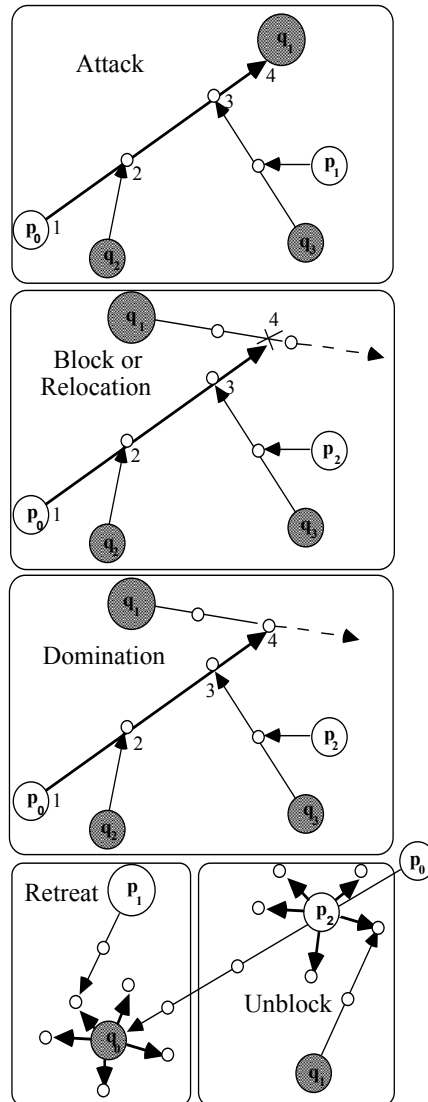 q1
Attack
4
3
2
p1
p0 1
q2
q3
q1
4
Block or
Relocation
3
2
p2
p0 1
q2
q3
q1
Domination
4
3
2
p2
p0 1
q2
q3
p0
Retreat
p1
p2
Unblock
q0
q1